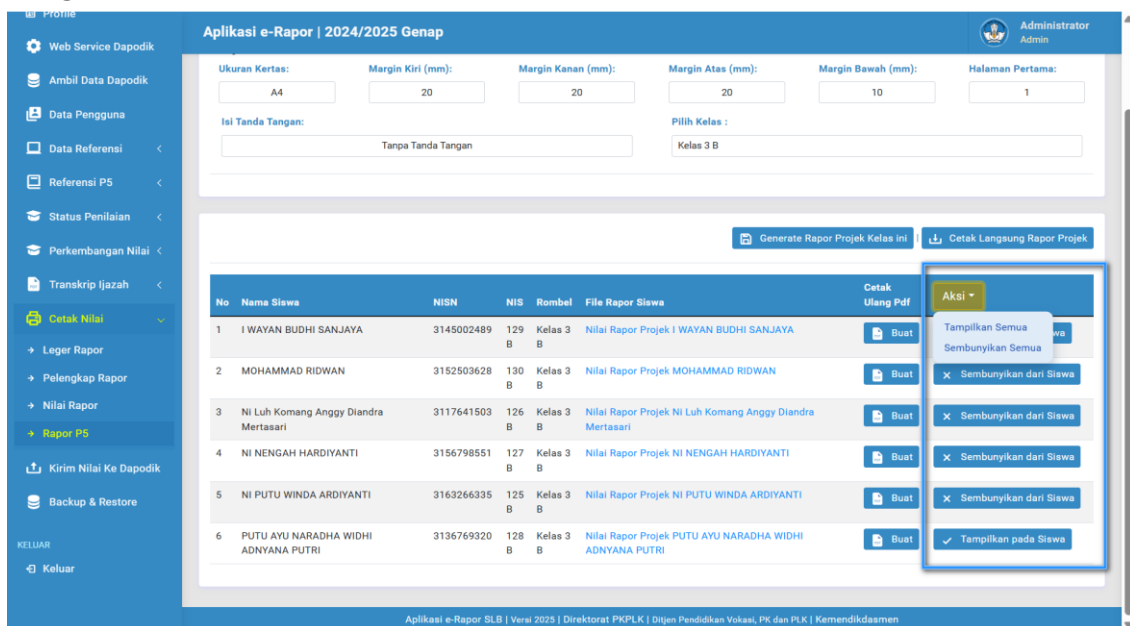 Profile
Web Service Dapodik
Ambil Data Dapodik
Data Pengguna
Data Referensi
Referensi P5
Status Penilaian
Perkembangan Nilai
Transkrip Ijazah
Cetak Nilai
Leger Rapor
Pelengkap Rapor
Nilai Rapor
Rapor P5
Kirim Nilai Ke Dapodik
Backup & Restore
KELUAR
Keluar
Aplikasi e-Rapor | 2024/2025 Genap
Administrator
Admin
Ukuran Kertas: Margin Kiri (mm): Margin Kanan (mm): Margin Atas (mm): Margin Bawah (mm): Halaman Pertama:
A4 20 20 20 10 1
Isi Tanda Tangan: Pilih Kelas :
Tanpa Tanda Tangan Kelas 3 B
Generate Rapor Projek Kelas ini | Cetak Langsung Rapor Projek
No Nama Siswa NISN NIS Rombel File Rapor Siswa Cetak Ulang Pdf Aksi
Tampilkan Semua
Sembunyikan Semua
1 I WAYAN BUDHI SANJAYA 3145002489 129 Kelas 3 Nilai Rapor Projek I WAYAN BUDHI SANJAYA Buat wa
B B
2 MOHAMMAD RIDWAN 3152503628 130 Kelas 3 Nilai Rapor Projek MOHAMMAD RIDWAN Buat Sembunyikan dari Siswa
B B
3 Ni Luh Komang Anggy Diandra 3117641503 126 Kelas 3 Nilai Rapor Projek Ni Luh Komang Anggy Diandra Buat Sembunyikan dari Siswa
Mertasari B B Mertasari
4 NI NENGAH HARDIYANTI 3156798551 127 Kelas 3 Nilai Rapor Projek NI NENGAH HARDIYANTI Buat Sembunyikan dari Siswa
B B
5 NI PUTU WINDA ARDIYANTI 3163266335 125 Kelas 3 Nilai Rapor Projek NI PUTU WINDA ARDIYANTI Buat Sembunyikan dari Siswa
B B
6 PUTU AYU NARADHA WIDHI 3136769320 128 Kelas 3 Nilai Rapor Projek PUTU AYU NARADHA WIDHI Buat Tampilkan pada Siswa
ADNYANA PUTRI B B ADNYANA PUTRI
Aplikasi e-Rapor SLB | Versi 2025 | Direktorat PKPLK | Ditjen Pendidikan Vokasi, PK dan PLK | Kemendikdasmen